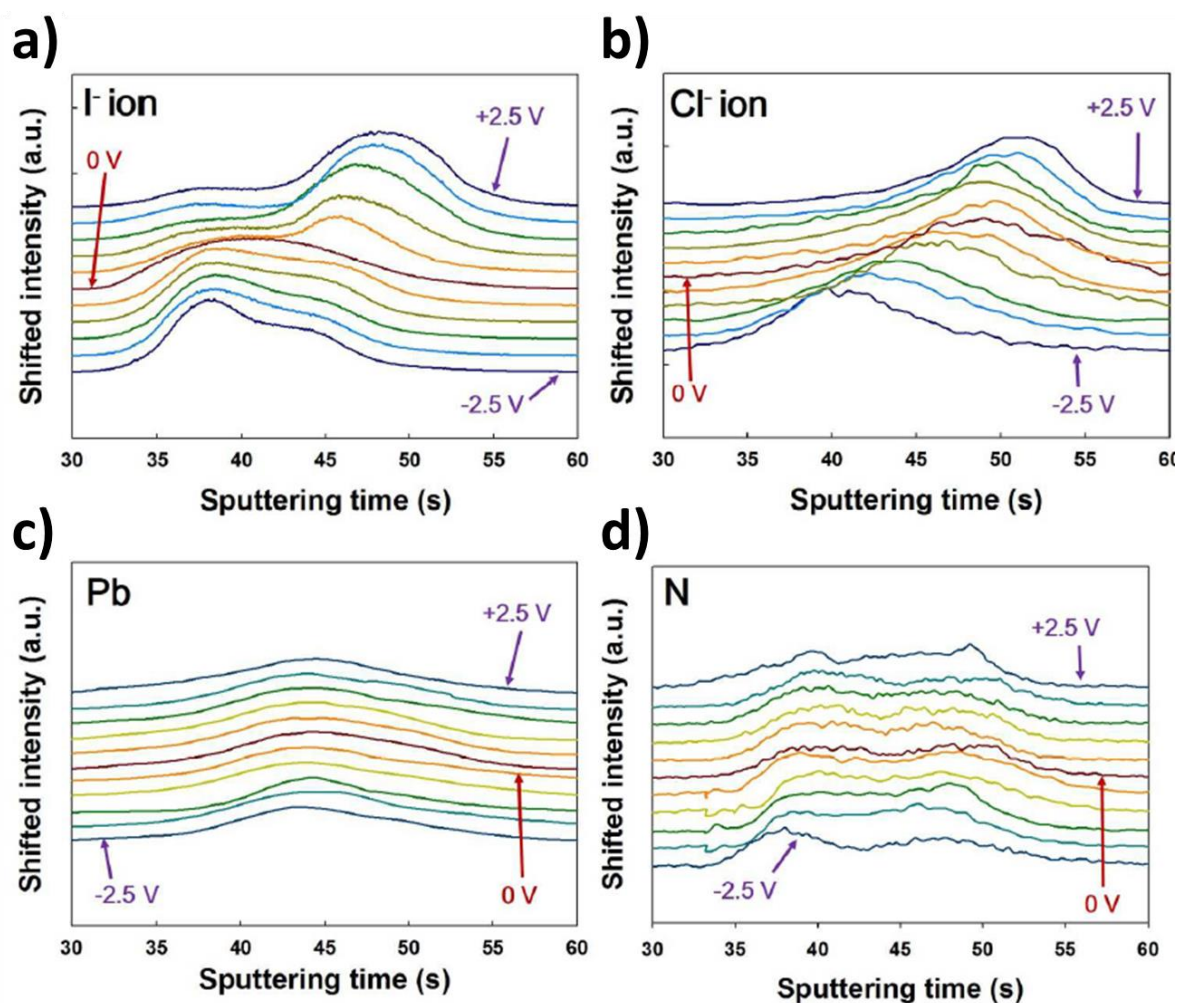 a)
I- ion
0 V
+2.5 V
-2.5 V
Shifted intensity (a.u.)
30 35 40 45 50 55 60
Sputtering time (s)
b)
Cl- ion
+2.5 V
0 V
-2.5 V
Shifted intensity (a.u.)
30 35 40 45 50 55 60
Sputtering time (s)
c)
Pb
+2.5 V
-2.5 V
0 V
Shifted intensity (a.u.)
30 35 40 45 50 55 60
Sputtering time (s)
d)
N
+2.5 V
-2.5 V
0 V
Shifted intensity (a.u.)
30 35 40 45 50 55 60
Sputtering time (s)